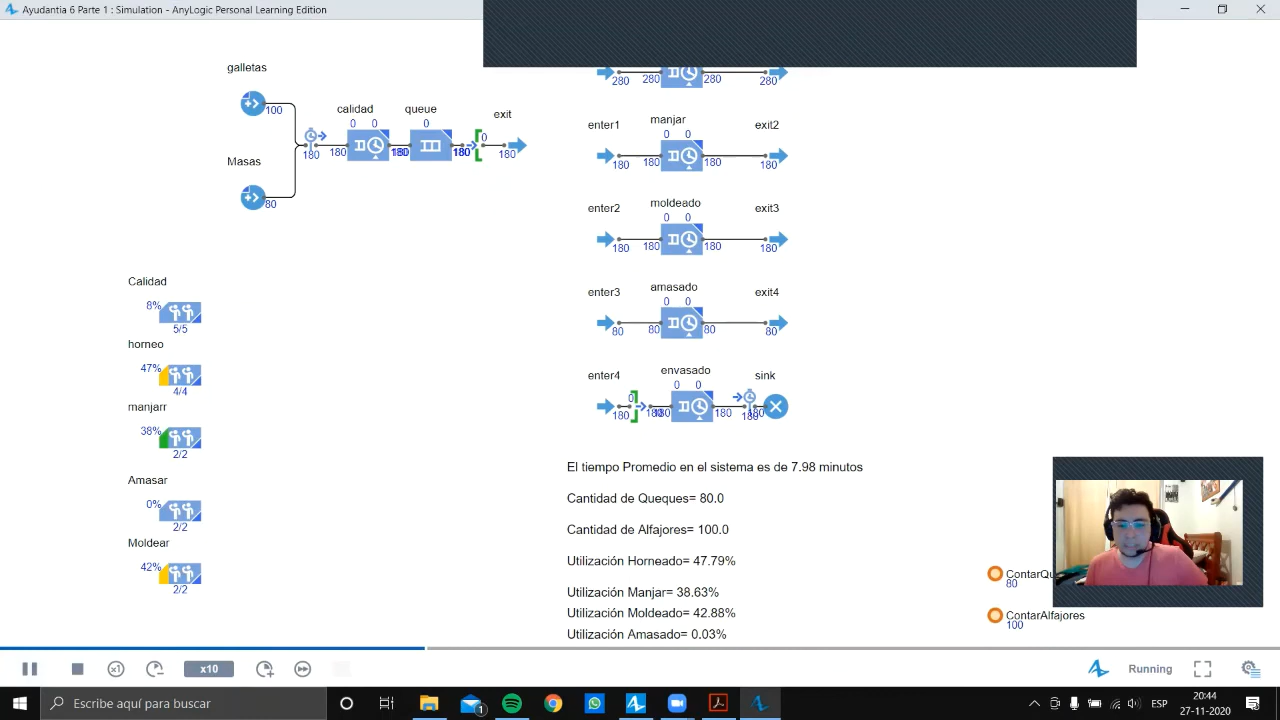 Ayudantia 6 Parte 1 : Simulation - AnyLogic Personal Learning Edition
galletas
100
Masas
80
180
calidad
0 0
180
180
queue
0
180
exit
0
180
280
280
280
enter1
manjar
exit2
0 0
180
180
180
180
enter2
moldeado
exit3
0 0
180
180
180
180
enter3
amasado
exit4
0 0
80
80
80
80
enter4
envasado
sink
0
0 0
180
180
180
180
Calidad
8%
5/5
horneo
47%
4/4
manjarr
38%
2/2
Amasar
0%
2/2
Moldear
42%
2/2
El tiempo Promedio en el sistema es de 7.98 minutos
Cantidad de Queques= 80.0
Cantidad de Alfajores= 100.0
Utilización Horneado= 47.79%
Utilización Manjar= 38.63%
Utilización Moldeado= 42.88%
Utilización Amasado= 0.03%
ContarQu
80
ContarAlfajores
100
x1
x10
Running
Escribe aquí para buscar
1
ESP
20:44
27-11-2020